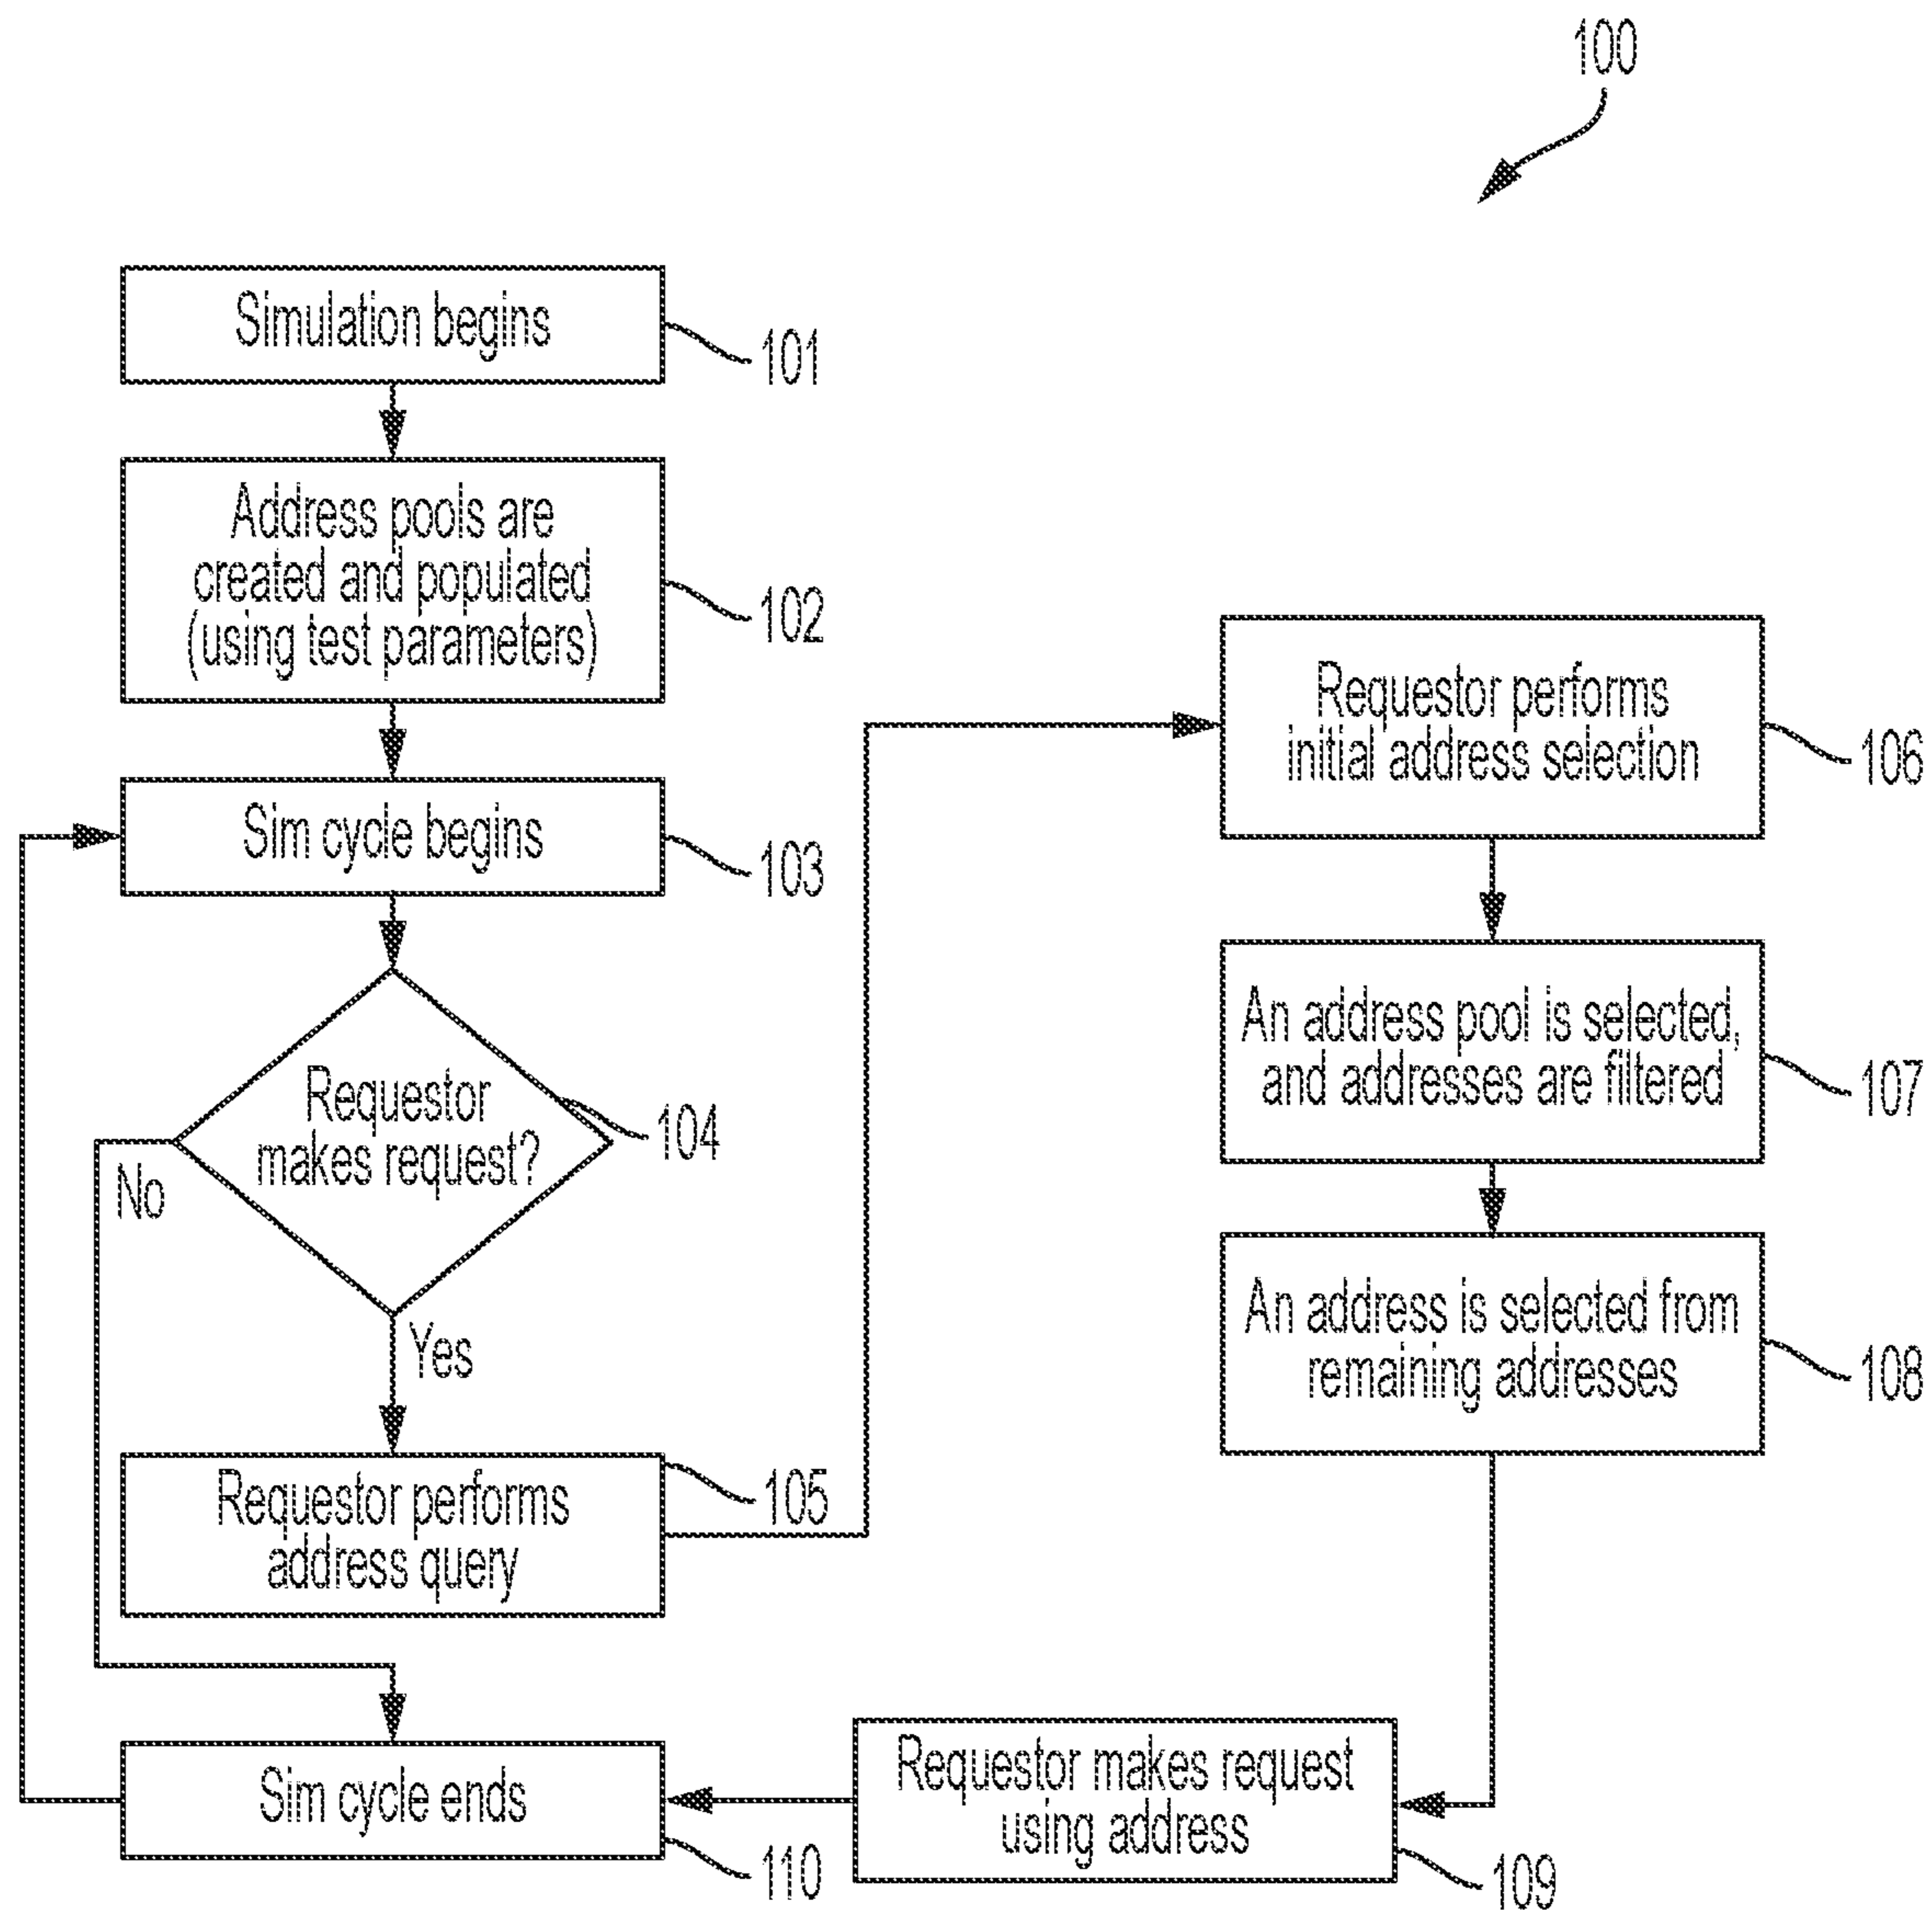 100
Simulation begins
101
Address pools are
created and populated
(using test parameters)
102
Sim cycle begins
103
Requestor
makes request?
104
No
Yes
Requestor performs
address query
105
Requestor performs
initial address selection
106
An address pool is selected,
and addresses are filtered
107
An address is selected from
remaining addresses
108
Requestor makes request
using address
109
Sim cycle ends
110